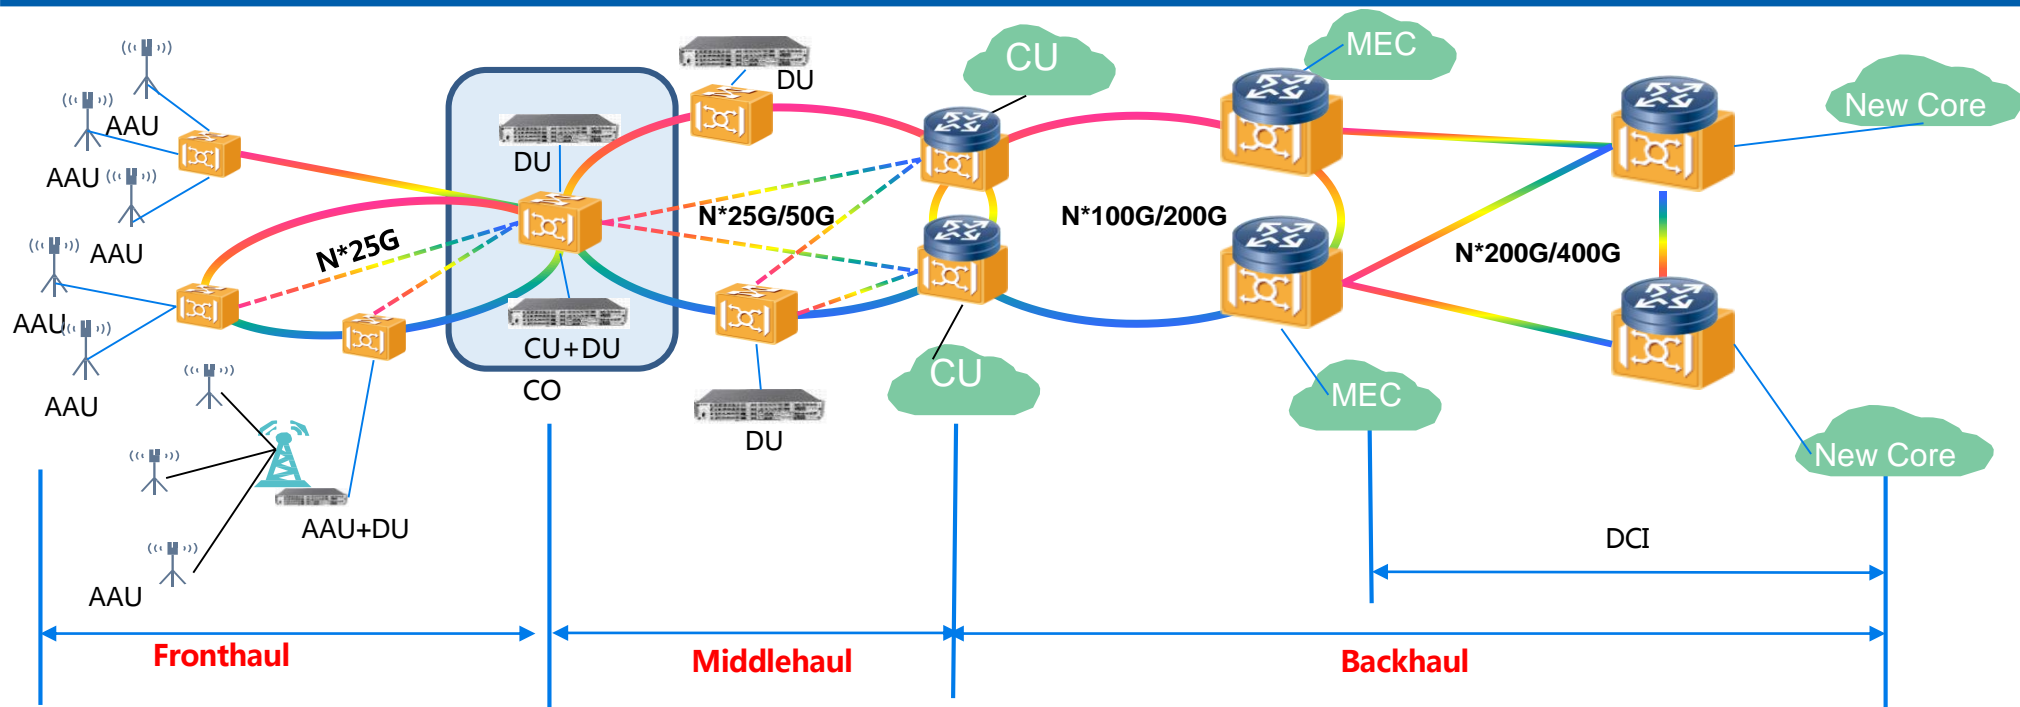 CU
MEC
DU
New Core
AAU
DU
AAU
N*25G/50G
N*100G/200G
AAU
N*25G
N*200G/400G
AAU
CU+DU
CU
CO
MEC
AAU
DU
New Core
AAU+DU
DCI
AAU
Fronthaul
Middlehaul
Backhaul